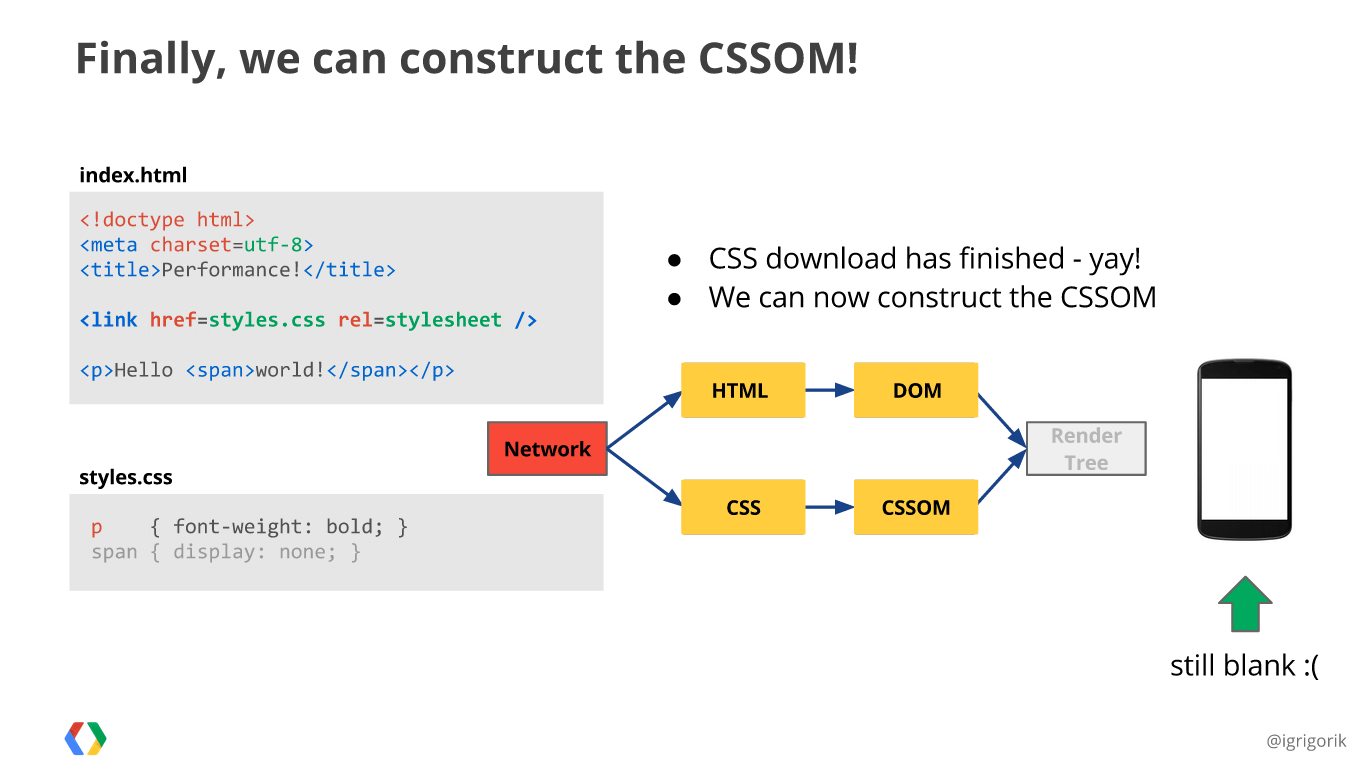 Finally, we can construct the CSSOM!
index.html
<!doctype html>
<meta charset=utf-8>
<title>Performance!</title>
<link href=styles.css rel=stylesheet />
<p>Hello <span>world!</span></p>
styles.css
p    { font-weight: bold; }
span { display: none; }
● CSS download has finished - yay!
● We can now construct the CSSOM
Network
HTML
DOM
CSS
CSSOM
Render
Tree
still blank :(
@igrigorik